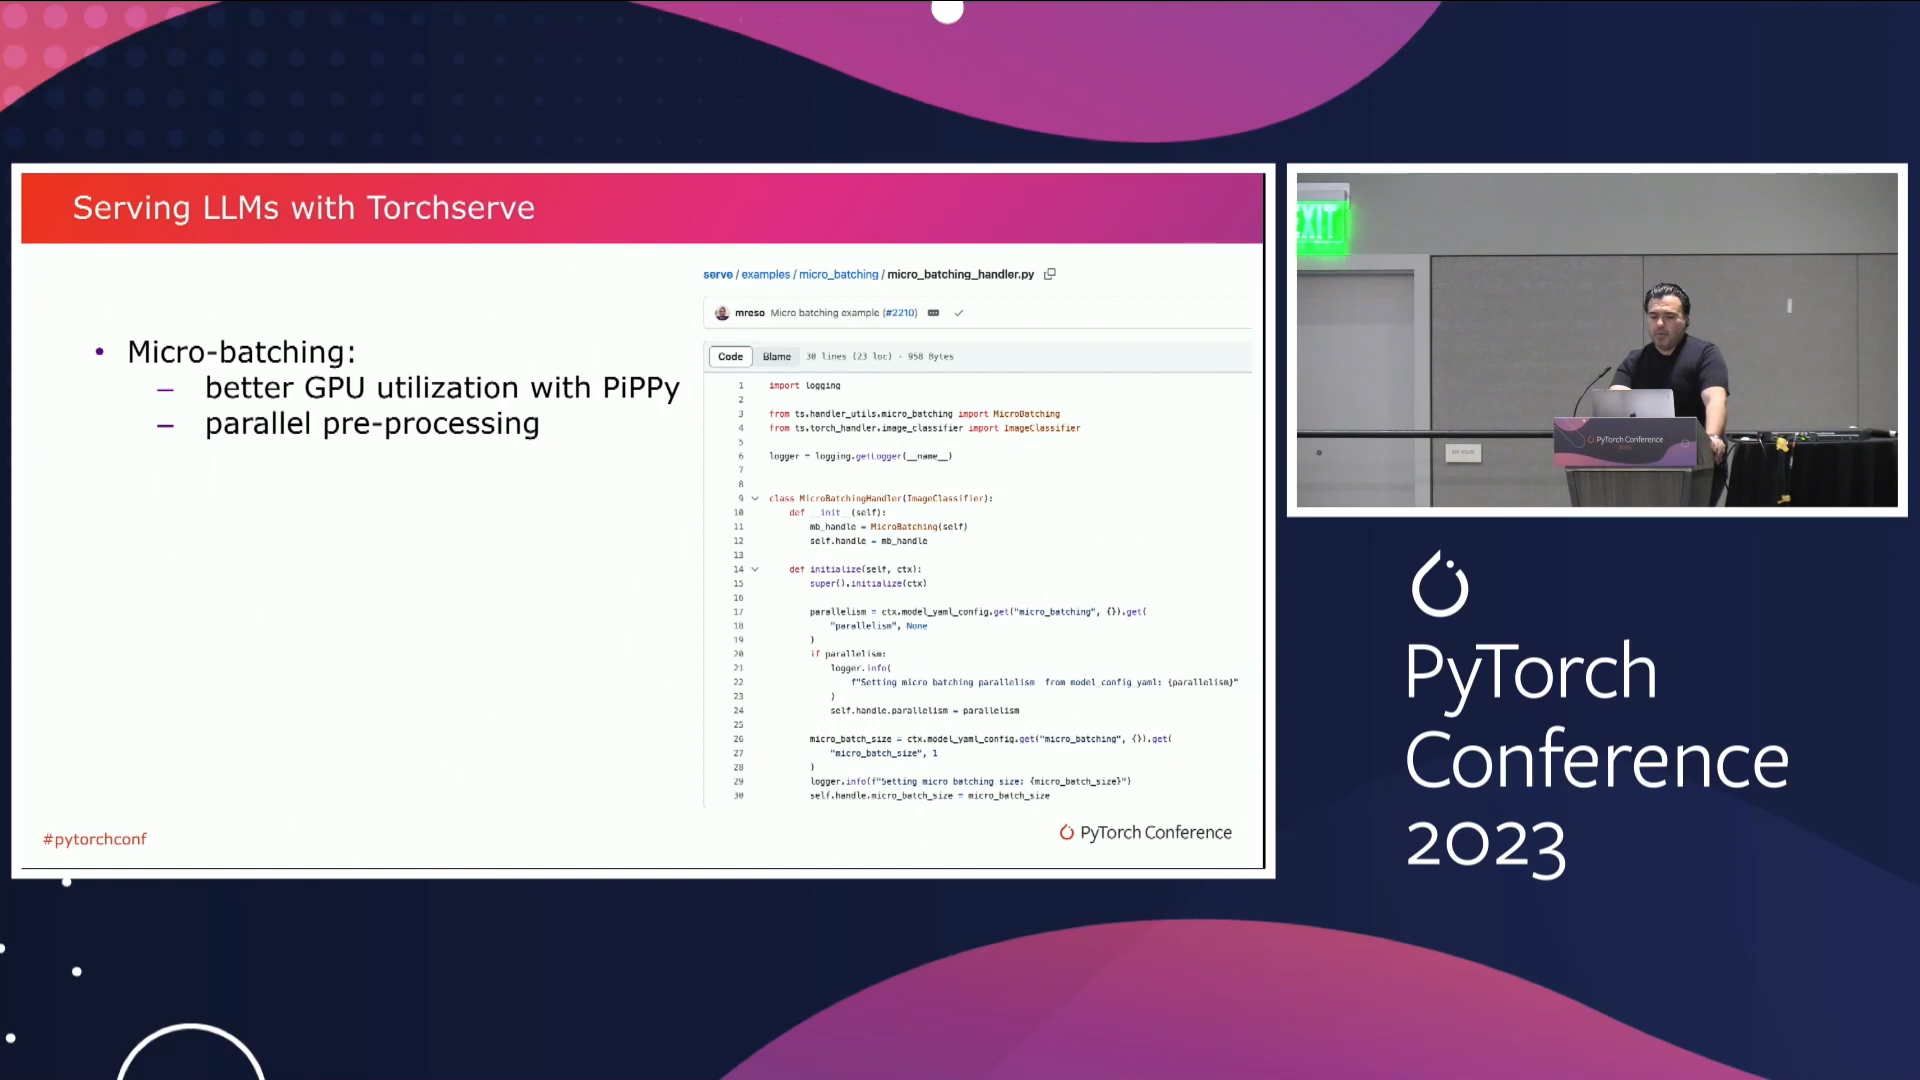 Serving LLMs with Torchserve
• Micro-batching:
– better GPU utilization with PiPPy
– parallel pre-processing
serve / examples / micro_batching / micro_batching_handler.py
mreso Micro batching example (#2210)
Code Blame 30 lines (23 loc) · 958 Bytes
1 import logging
2
3 from ts.handler_utils.micro_batching import MicroBatching
4 from ts.torch_handler.image_classifier import ImageClassifier
5
6 logger = logging.getLogger(__name__)
7
8
9 class MicroBatchingHandler(ImageClassifier):
10 def __init__(self):
11 mb_handle = MicroBatching(self)
12 self.handle = mb_handle
13
14 def initialize(self, ctx):
15 super().initialize(ctx)
16
17 parallelism = ctx.model_yaml_config.get("micro_batching", {}).get(
18 "parallelism", None
19 )
20 if parallelism:
21 logger.info(
22 f"Setting micro batching parallelism  from model_config_yaml: {parallelism}"
23 )
24 self.handle.parallelism = parallelism
25
26 micro_batch_size = ctx.model_yaml_config.get("micro_batching", {}).get(
27 "micro_batch_size", 1
28 )
29 logger.info(f"Setting micro batching size: {micro_batch_size}")
30 self.handle.micro_batch_size = micro_batch_size
#pytorchconf
PyTorch Conference
EXIT
PyTorch Conference
2023
PyTorch
Conference
2023